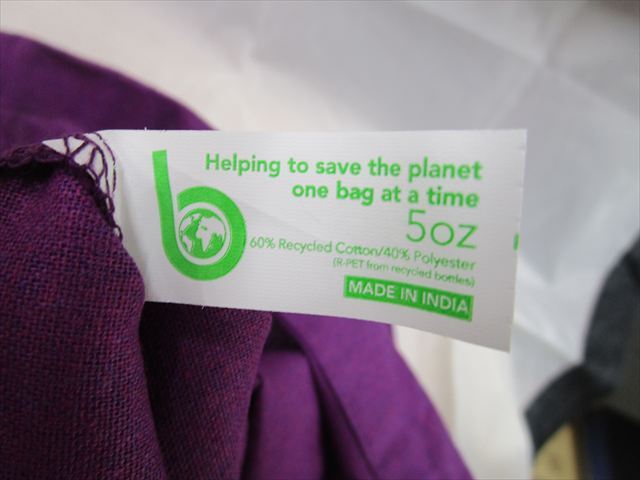 Helping to save the planet
one bag at a time
5oz
60% Recycled Cotton/40% Polyester
(R-PET from recycled bottles)
MADE IN INDIA